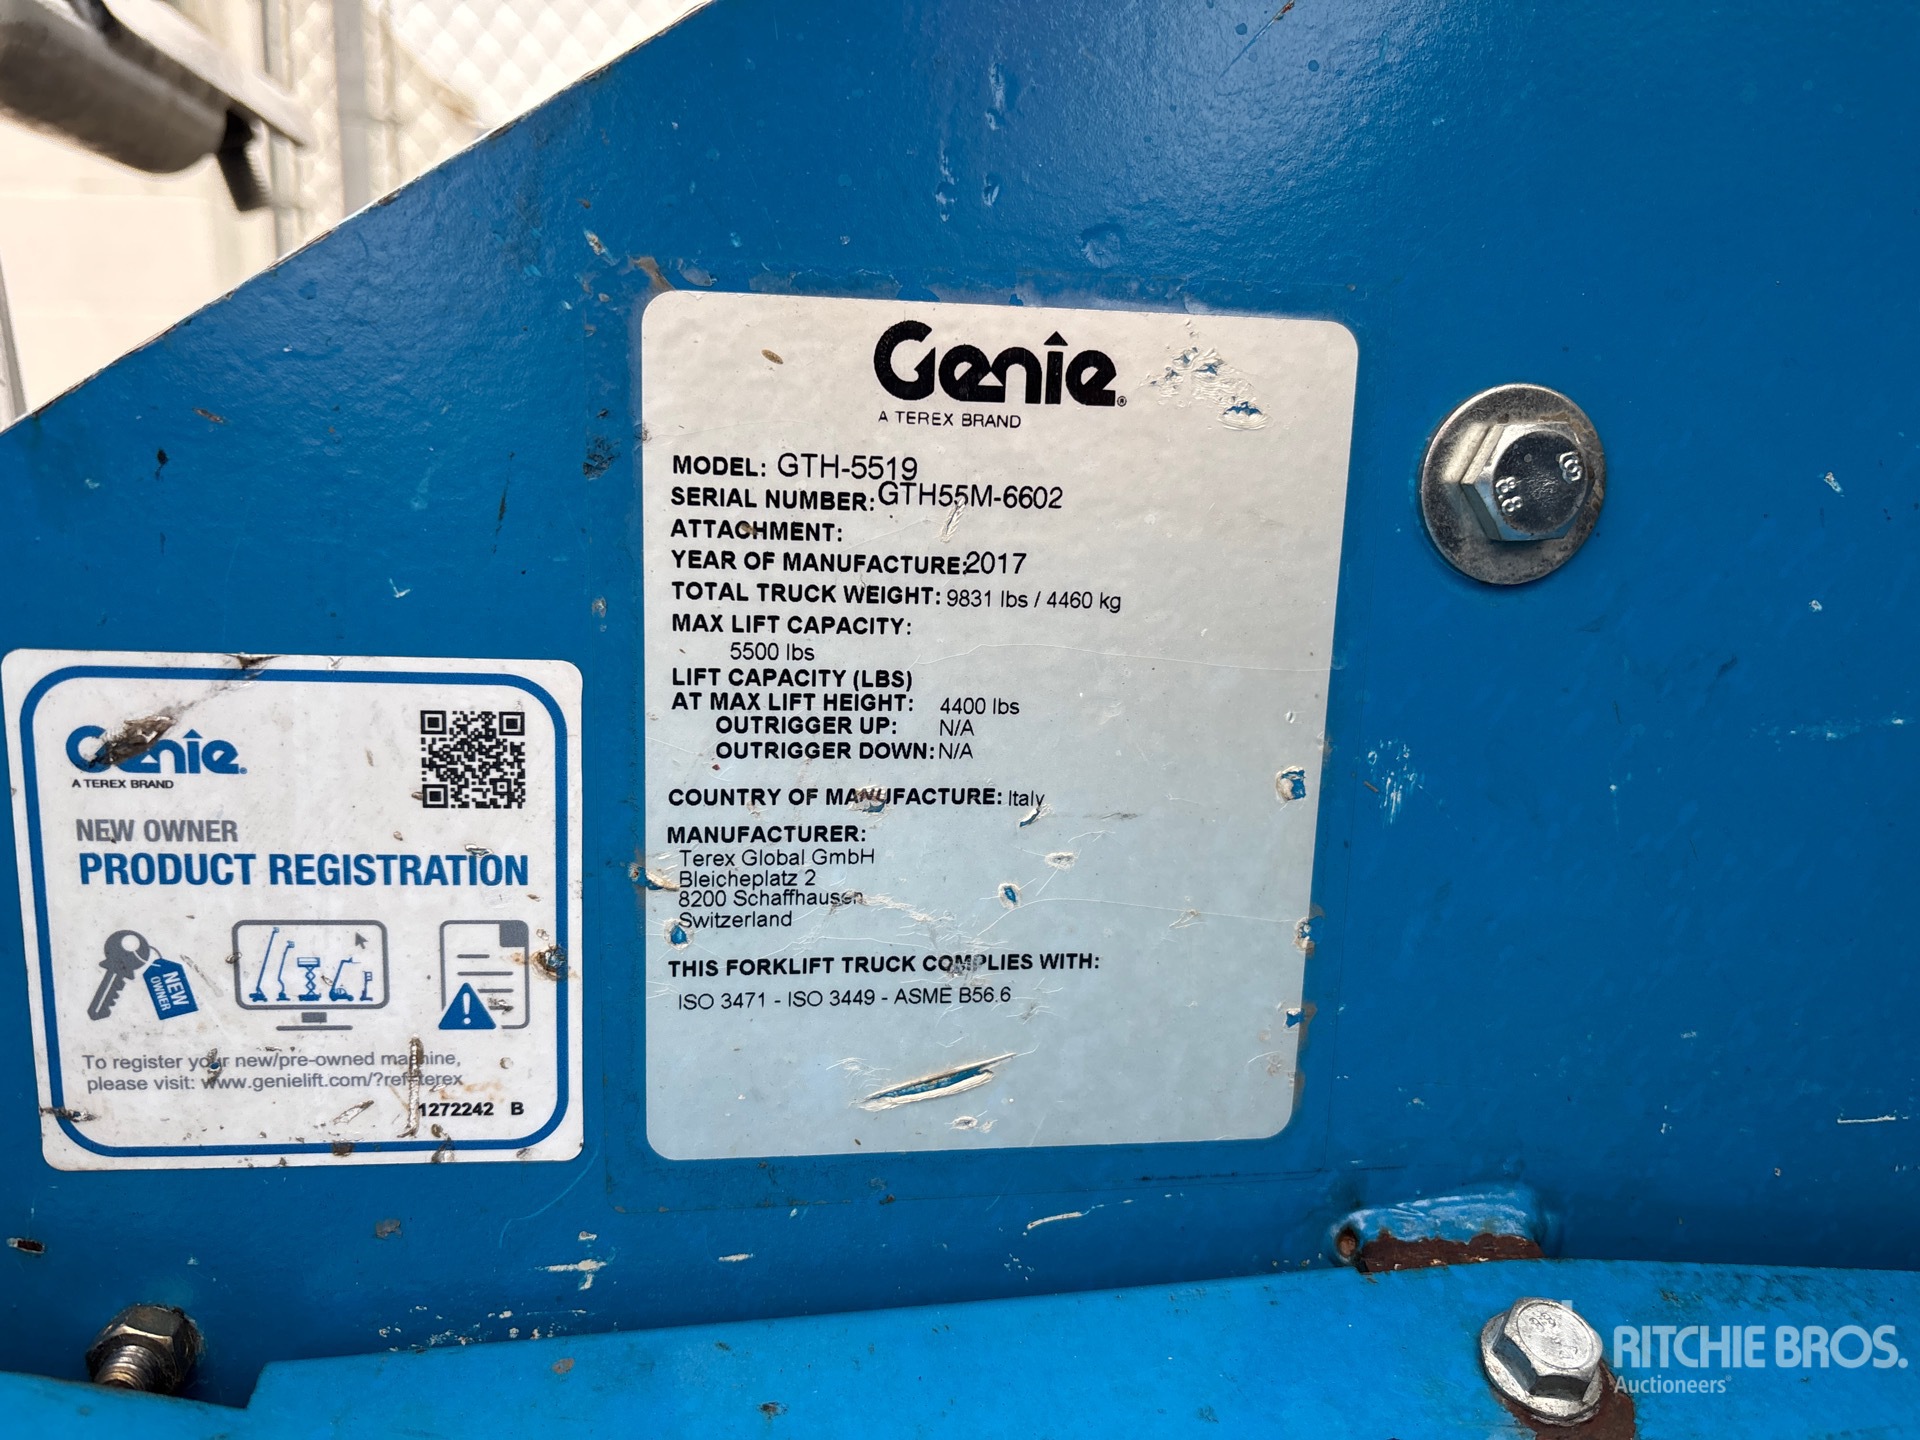 Genie
A TEREX BRAND
MODEL: GTH-5519
SERIAL NUMBER: GTH55M-6602
ATTACHMENT:
YEAR OF MANUFACTURE: 2017
TOTAL TRUCK WEIGHT: 9831 lbs / 4460 kg
MAX LIFT CAPACITY:
5500 lbs
LIFT CAPACITY (LBS)
AT MAX LIFT HEIGHT: 4400 lbs
OUTRIGGER UP: N/A
OUTRIGGER DOWN: N/A
COUNTRY OF MANUFACTURE: Italy
MANUFACTURER:
Terex Global GmbH
Bleicheplatz 2
8200 Schaffhausen
Switzerland
THIS FORKLIFT TRUCK COMPLIES WITH:
ISO 3471 - ISO 3449 - ASME B56.6
Genie
A TEREX BRAND
NEW OWNER
PRODUCT REGISTRATION
NEW
OWNER
To register your new/pre-owned machine,
please visit: www.genielift.com/?ref=terex
1272242 B
8.8
8.8
RITCHIE BROS.
Auctioneers